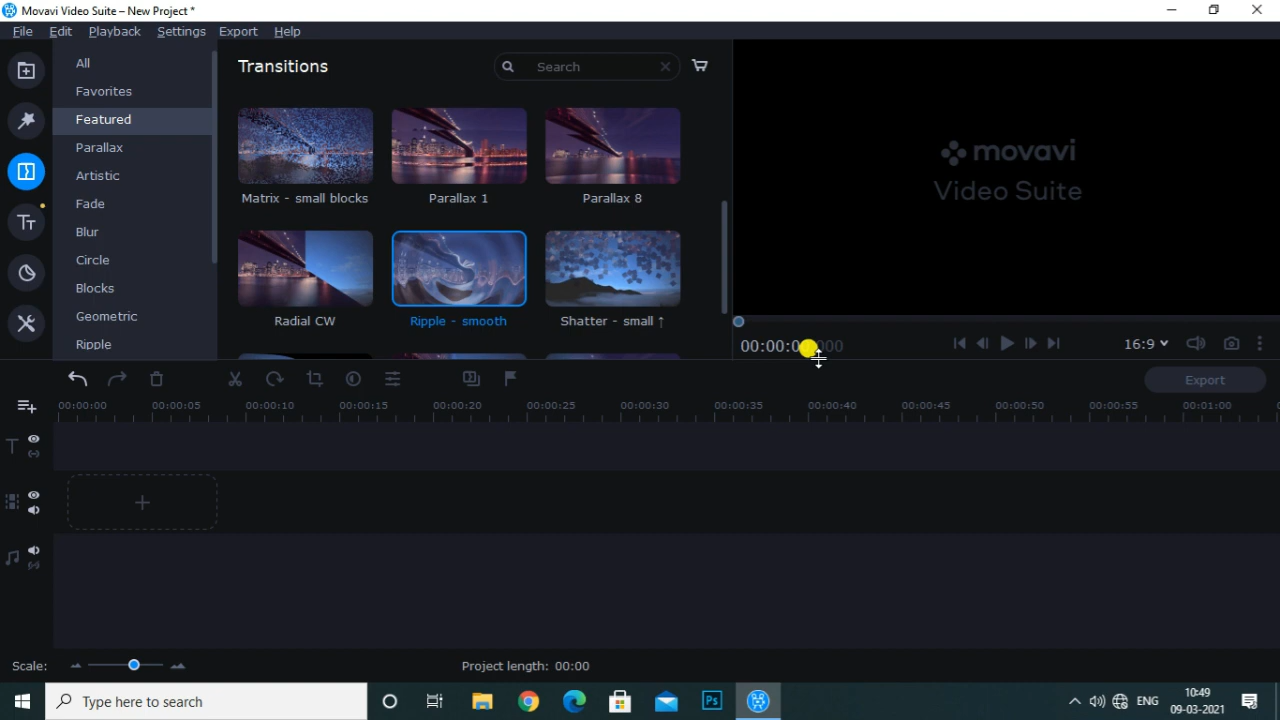 Movavi Video Suite – New Project *
File Edit Playback Settings Export Help
All
Favorites
Featured
Parallax
Artistic
Fade
Blur
Circle
Blocks
Geometric
Ripple
Transitions
Search
Matrix - small blocks
Parallax 1
Parallax 8
Radial CW
Ripple - smooth
Shatter - small ↑
movavi
Video Suite
16:9
Export
00:00:00 00:00:05 00:00:10 00:00:15 00:00:20 00:00:25 00:00:30 00:00:35 00:00:40 00:00:45 00:00:50 00:00:55 00:01:00
Scale:
Project length: 00:00
Type here to search
Ps
ENG
10:49
09-03-2021